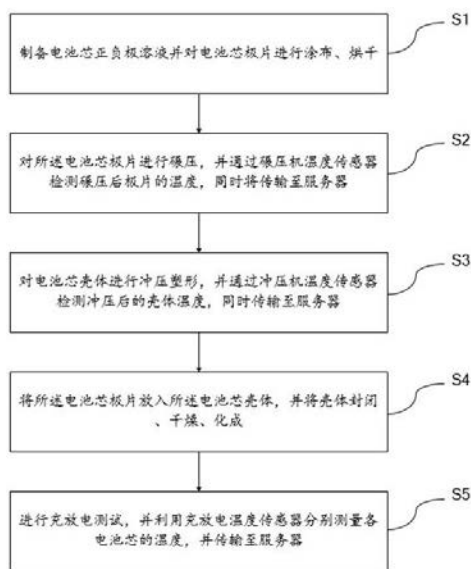 S1
制备电池芯正负极溶液并对电池芯极片进行涂布、烘干
S2
对所述电池芯极片进行碾压，并通过碾压机温度传感器
检测碾压后极片的温度，同时将传输至服务器
S3
对电池芯壳体进行冲压塑形，并通过冲压机温度传感器
检测冲压后的壳体温度，同时传输至服务器
S4
将所述电池芯极片放入所述电池芯壳体，并将壳体封闭
、干燥、化成
S5
进行充放电测试，并利用充放电温度传感器分别测量各
电池芯的温度，并传输至服务器